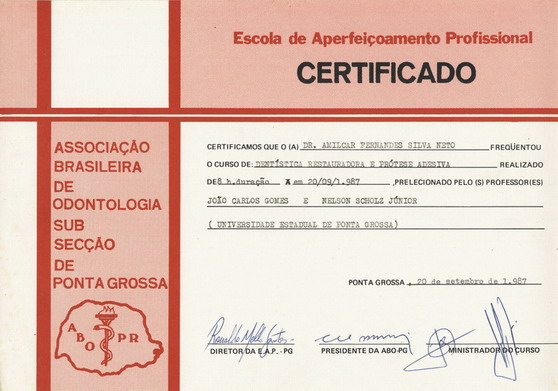 Escola de Aperfeiçoamento Profissional
CERTIFICADO
ASSOCIAÇÃO
BRASILEIRA
DE
ODONTOLOGIA
SUB
SECÇÃO
DE
PONTA GROSSA
ABO PR
CERTIFICAMOS QUE O (A) DR. AMILCAR FERNANDES SILVA NETO FREQÜENTOU
O CURSO DE: DENTÍSTICA RESTAURADORA E PRÓTESE ADESIVA REALIZADO
DE 8 h.duração A em 20/09/1.987 ,PRELECIONADO PELO (S) PROFESSOR(ES)
JOÃO CARLOS GOMES E NELSON SCHOLZ JÚNIOR
( UNIVERSIDADE ESTADUAL DE PONTA GROSSA)
PONTA GROSSA , 20 de setembro de 1.987
DIRETOR DA E.A.P. - PG PRESIDENTE DA ABO-PG MINISTRADOR DO CURSO